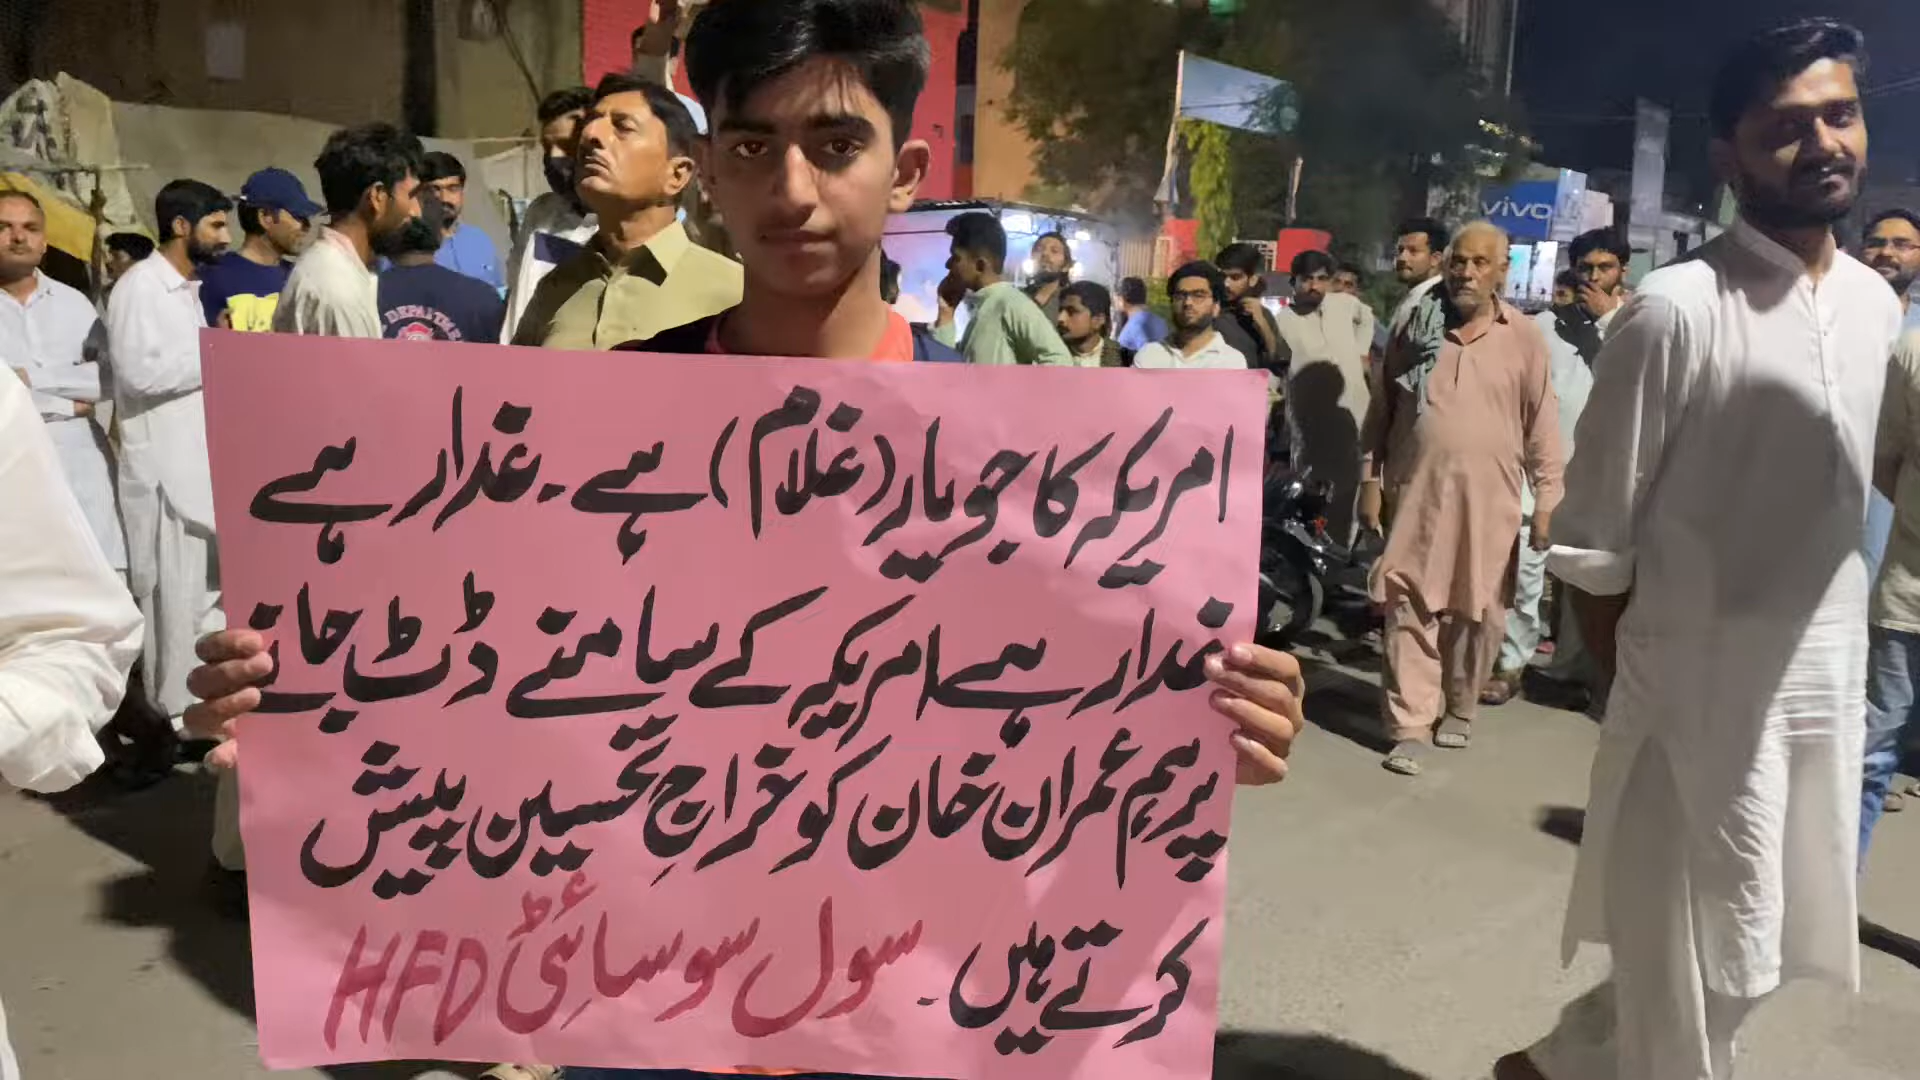 امریکہ کا جو یار (غلام) ہے۔ غدار ہے
غدار ہے امریکہ کے سامنے ڈٹ جانے
پر ہم عمران خان کو خراجِ تحسین پیش
کرتے ہیں۔ سول سوسائٹی HFD
vivo